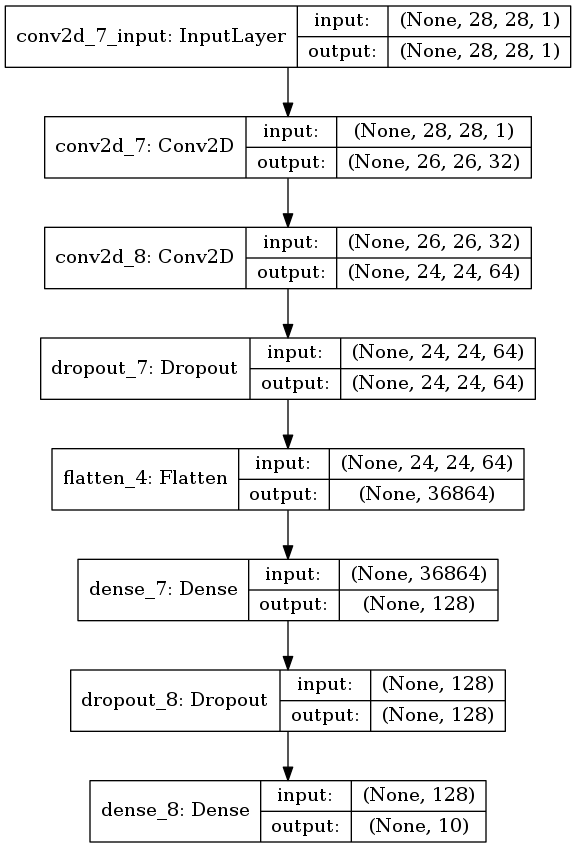 conv2d_7_input: InputLayer
input: (None, 28, 28, 1)
output: (None, 28, 28, 1)
conv2d_7: Conv2D
input: (None, 28, 28, 1)
output: (None, 26, 26, 32)
conv2d_8: Conv2D
input: (None, 26, 26, 32)
output: (None, 24, 24, 64)
dropout_7: Dropout
input: (None, 24, 24, 64)
output: (None, 24, 24, 64)
flatten_4: Flatten
input: (None, 24, 24, 64)
output: (None, 36864)
dense_7: Dense
input: (None, 36864)
output: (None, 128)
dropout_8: Dropout
input: (None, 128)
output: (None, 128)
dense_8: Dense
input: (None, 128)
output: (None, 10)